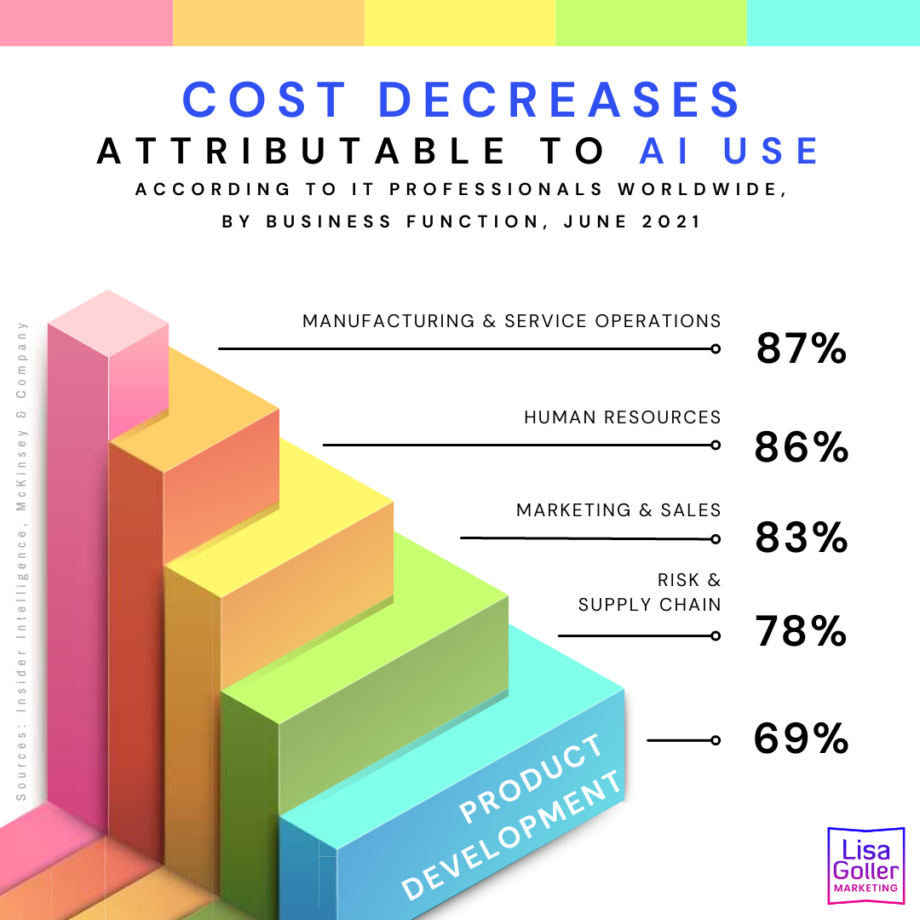 COST DECREASES
ATTRIBUTABLE TO AI USE
ACCORDING TO IT PROFESSIONALS WORLDWIDE,
BY BUSINESS FUNCTION, JUNE 2021
MANUFACTURING & SERVICE OPERATIONS
87%
HUMAN RESOURCES
86%
MARKETING & SALES
83%
RISK &
SUPPLY CHAIN
78%
69%
PRODUCT
DEVELOPMENT
Sources: Insider Intelligence, McKinsey & Company
Lisa
Goller
MARKETING